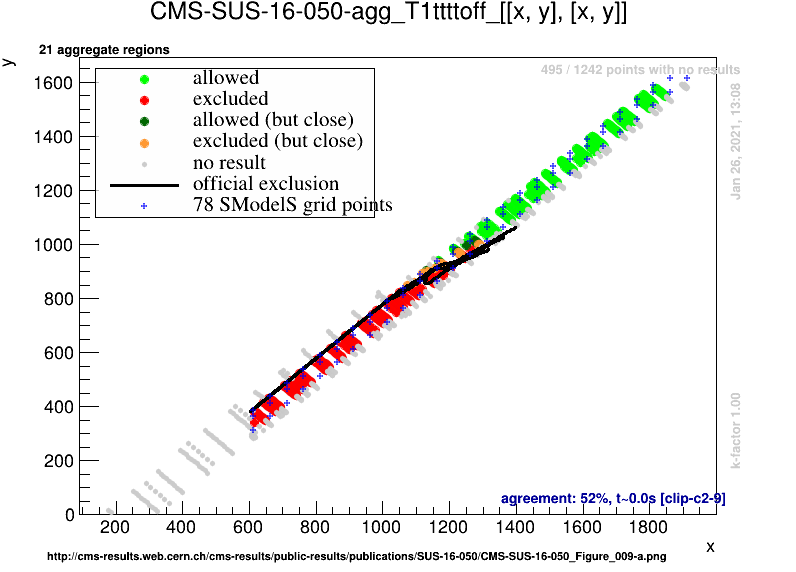 CMS-SUS-16-050-agg_T1ttttoff_[[x, y], [x, y]]
21 aggregate regions
y
495 / 1242 points with no results
allowed
excluded
allowed (but close)
excluded (but close)
no result
official exclusion
78 SModelS grid points
1600
1400
1200
1000
800
600
400
200
0
Jan 26, 2021, 13:08
k-factor 1.00
agreement: 52%, t~0.0s [clip-c2-9]
200 400 600 800 1000 1200 1400 1600 1800
x
http://cms-results.web.cern.ch/cms-results/public-results/publications/SUS-16-050/CMS-SUS-16-050_Figure_009-a.png